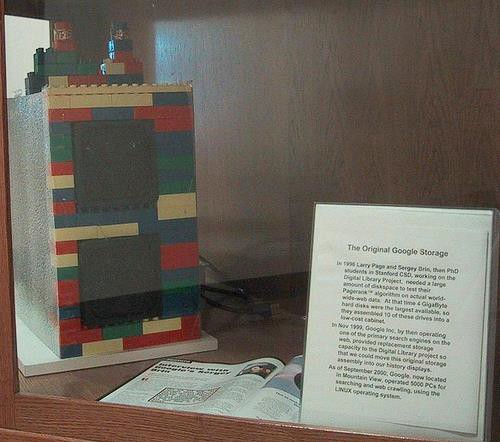 The Original Google Storage
In 1996 Larry Page and Sergey Brin, then PhD
students in Stanford CSD, working on the
Digital Library Project, needed a large
amount of diskspace to test their
Pagerank™ algorithm on actual world-
wide-web data. At that time 4 GigaByte
hard disks were the largest available, so
they assembled 10 of these drives into a
low-cost cabinet.
In Nov 1999, Google Inc, by then operating
one of the primary search engines on the
web, provided replacement storage
capacity to the Digital Library project so
that we could move this original storage
assembly into our history displays.
As of September 2000, Google, now located
in Mountain View, operated 5000 PCs for
searching and web crawling, using the
LINUX operating system.
Interview with
Google's Sergey